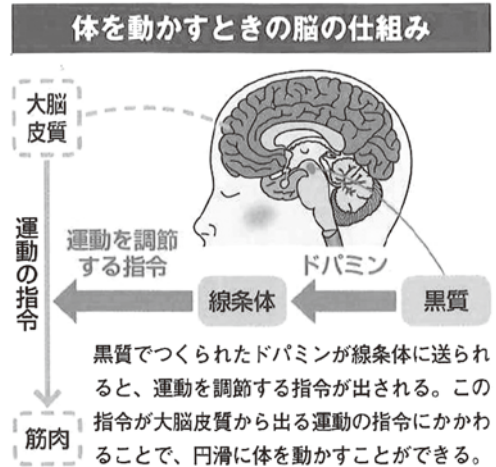 体を動かすときの脳の仕組み
大脳
皮質
運動の指令
運動を調節
する指令
ドパミン
線条体
黒質
筋肉
黒質でつくられたドパミンが線条体に送られ
ると、運動を調節する指令が出される。この
指令が大脳皮質から出る運動の指令にかかわ
ることで、円滑に体を動かすことができる。